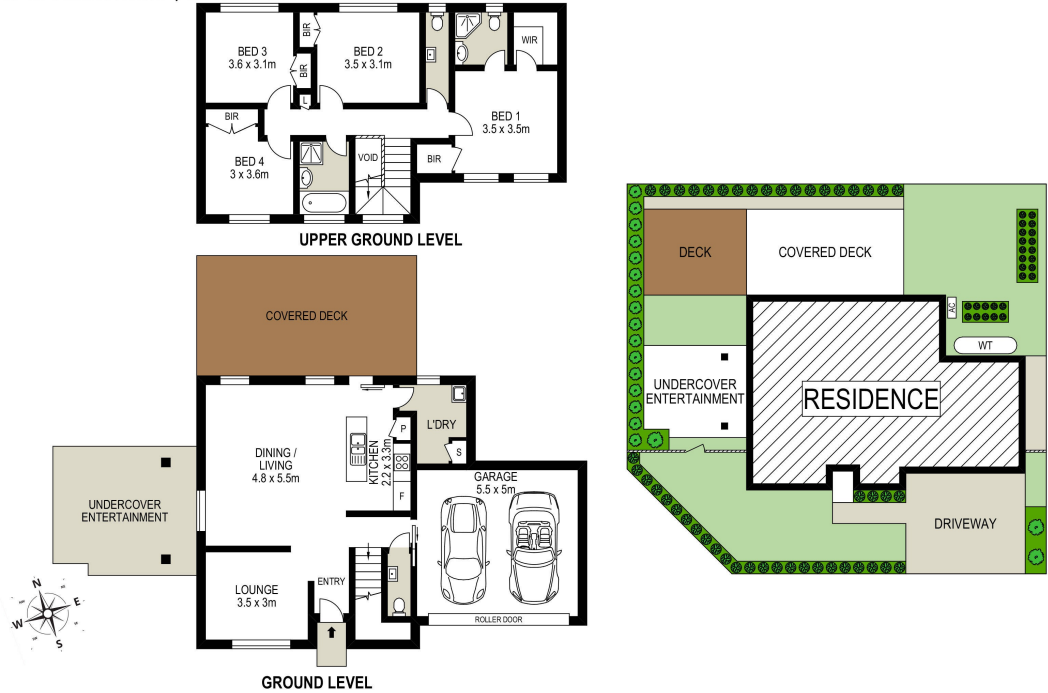 BED 3
3.6 x 3.1m
BIR
BIR
L
BED 2
3.5 x 3.1m
WIR
BED 1
3.5 x 3.5m
BIR
BED 4
3 x 3.6m
VOID
BIR
UPPER GROUND LEVEL
COVERED DECK
DINING /
LIVING
4.8 x 5.5m
KITCHEN
2.2 x 3.3m
P
F
L'DRY
S
GARAGE
5.5 x 5m
ROLLER DOOR
UNDERCOVER
ENTERTAINMENT
LOUNGE
3.5 x 3m
ENTRY
N
E
S
W
GROUND LEVEL
DECK
COVERED DECK
AC
WT
UNDERCOVER
ENTERTAINMENT
RESIDENCE
DRIVEWAY